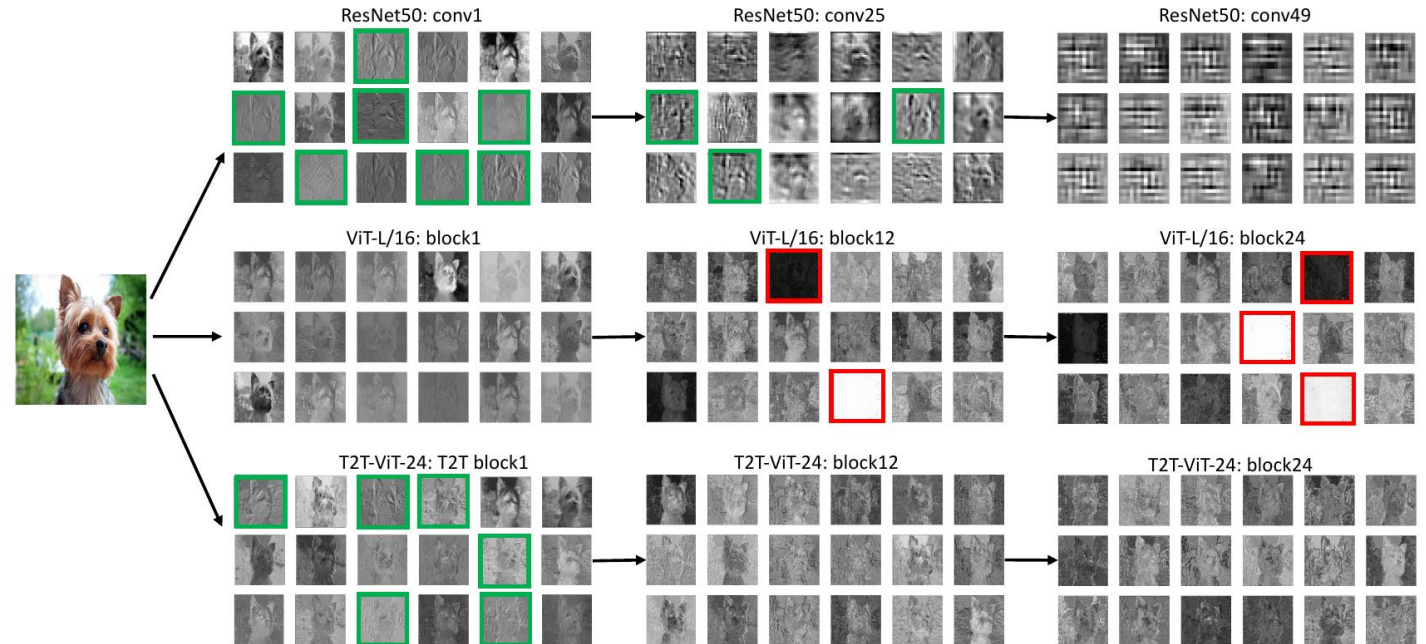 ResNet50: conv1
ResNet50: conv25
ResNet50: conv49
ViT-L/16: block1
ViT-L/16: block12
ViT-L/16: block24
T2T-ViT-24: T2T block1
T2T-ViT-24: block12
T2T-ViT-24: block24